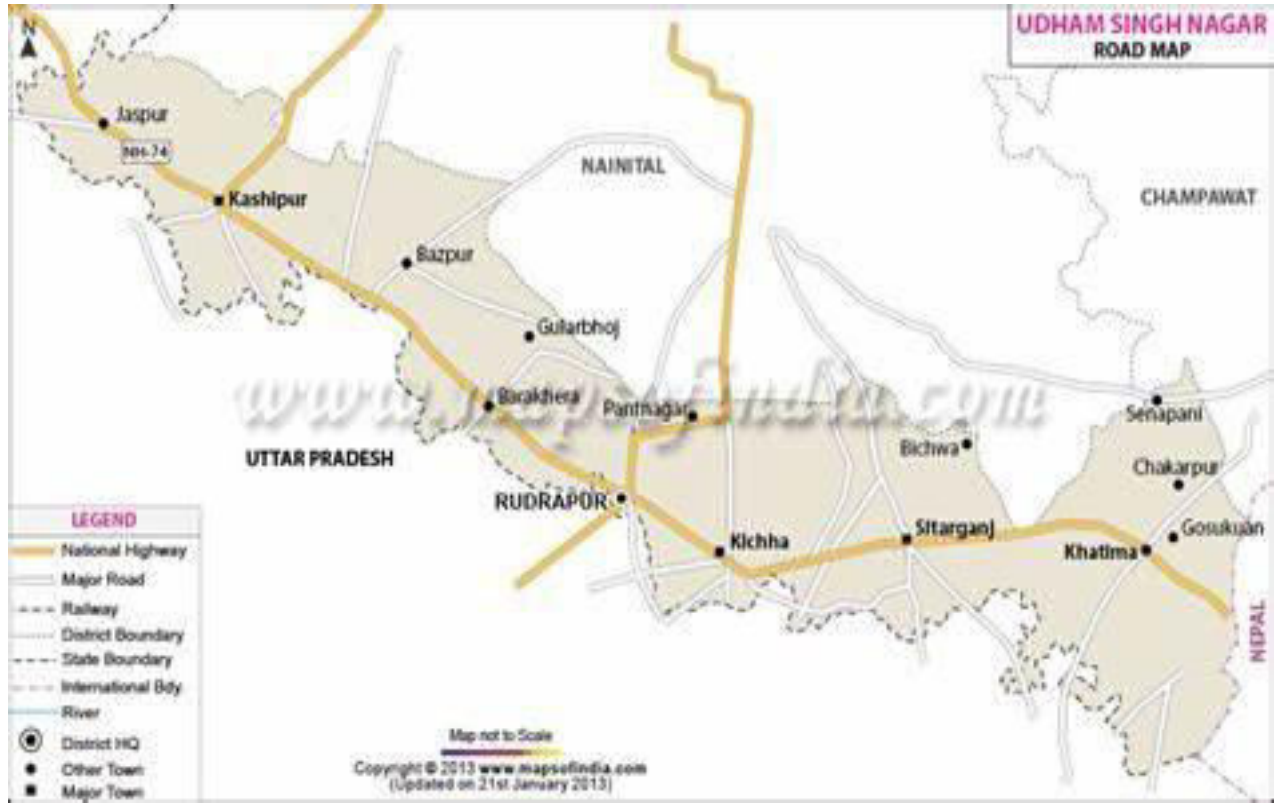 UDHAM SINGH NAGAR
ROAD MAP
N
Jaspur
NH-74
NAINITAL
Kashipur
CHAMPAWAT
Bazpur
Gularbhoj
www.mapsofindia.com
Barakhera
Pantnagar
Senapani
UTTAR PRADESH
Bichwa
Chakarpur
RUDRAPUR
Kichha
Sitarganj
Khatima
Gosukuan
NEPAL
LEGEND
National Highway
Major Road
Railway
District Boundary
State Boundary
International Bdy.
River
District HQ
Other Town
Major Town
Map not to Scale
Copyright © 2013 www.mapsofindia.com
(Updated on 21st January 2013)